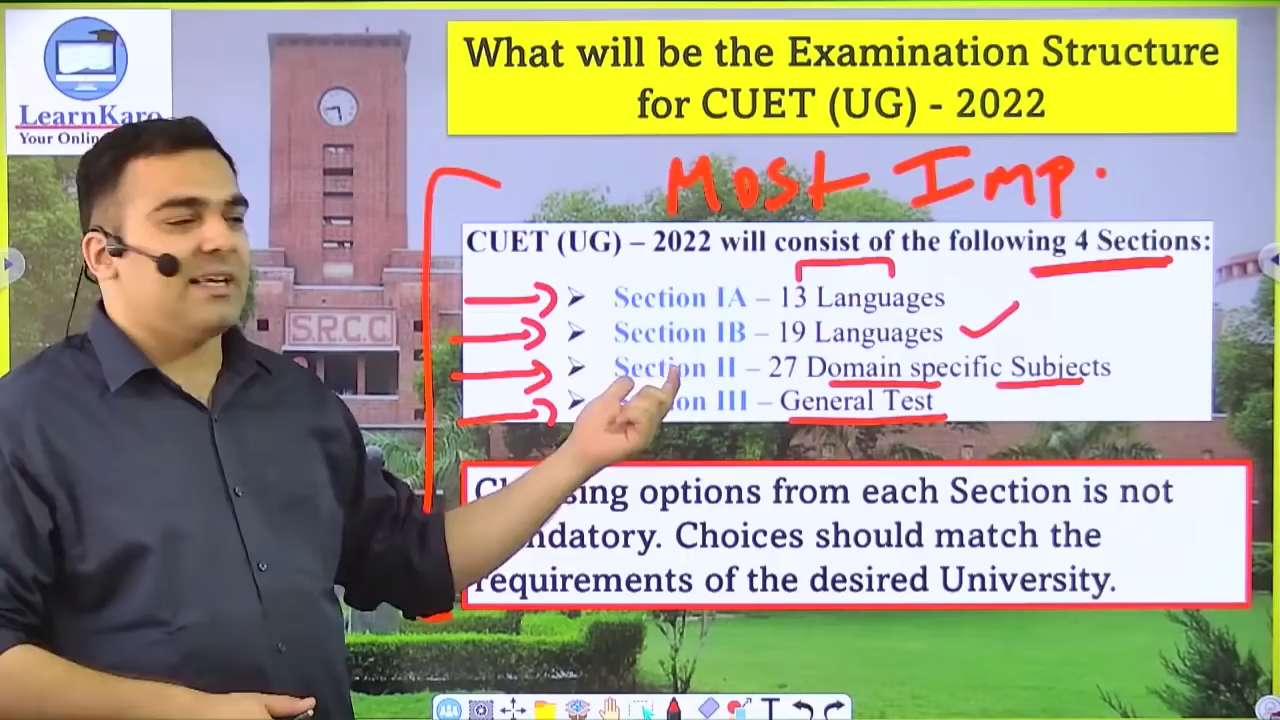 LearnKaro
Your Onlin
What will be the Examination Structure
for CUET (UG) - 2022
Most Imp.
CUET (UG) – 2022 will consist of the following 4 Sections:
➢ Section IA – 13 Languages
➢ Section IB – 19 Languages
➢ Section II – 27 Domain specific Subjects
➢ ion III – General Test
S.R.C.C.
sing options from each Section is not
ndatory. Choices should match the
requirements of the desired University.
T